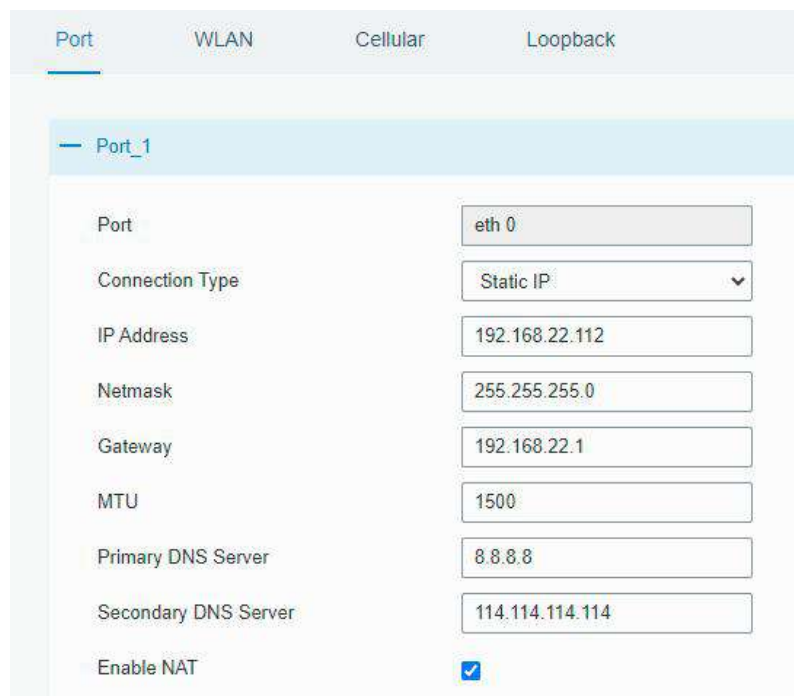 Port WLAN Cellular Loopback
Port_1
Port eth 0
Connection Type Static IP
IP Address 192.168.22.112
Netmask 255.255.255.0
Gateway 192.168.22.1
MTU 1500
Primary DNS Server 8.8.8.8
Secondary DNS Server 114.114.114.114
Enable NAT